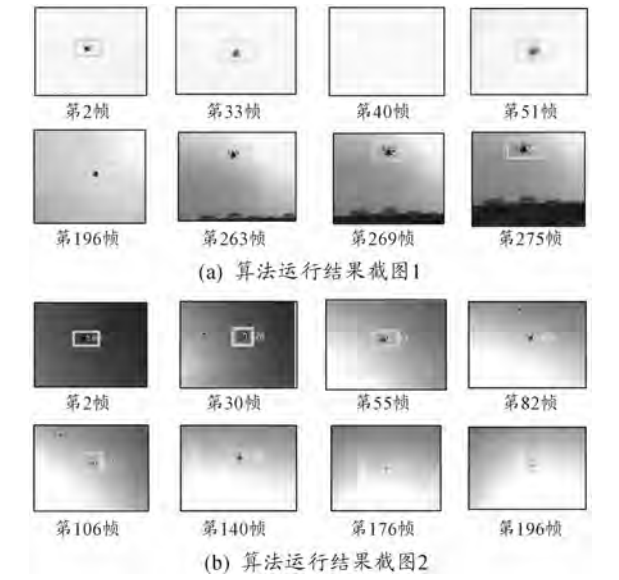 第2帧 第33帧 第40帧 第51帧
第196帧 第263帧 第269帧 第275帧
(a) 算法运行结果截图1
第2帧 第30帧 第55帧 第82帧
第106帧 第140帧 第176帧 第196帧
(b) 算法运行结果截图2